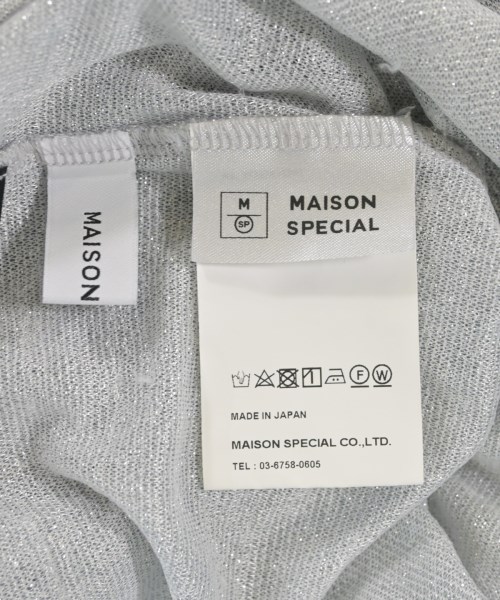 MAISON
M
SP
MAISON
SPECIAL
F W
MADE IN JAPAN
MAISON SPECIAL CO.,LTD.
TEL : 03-6758-0605